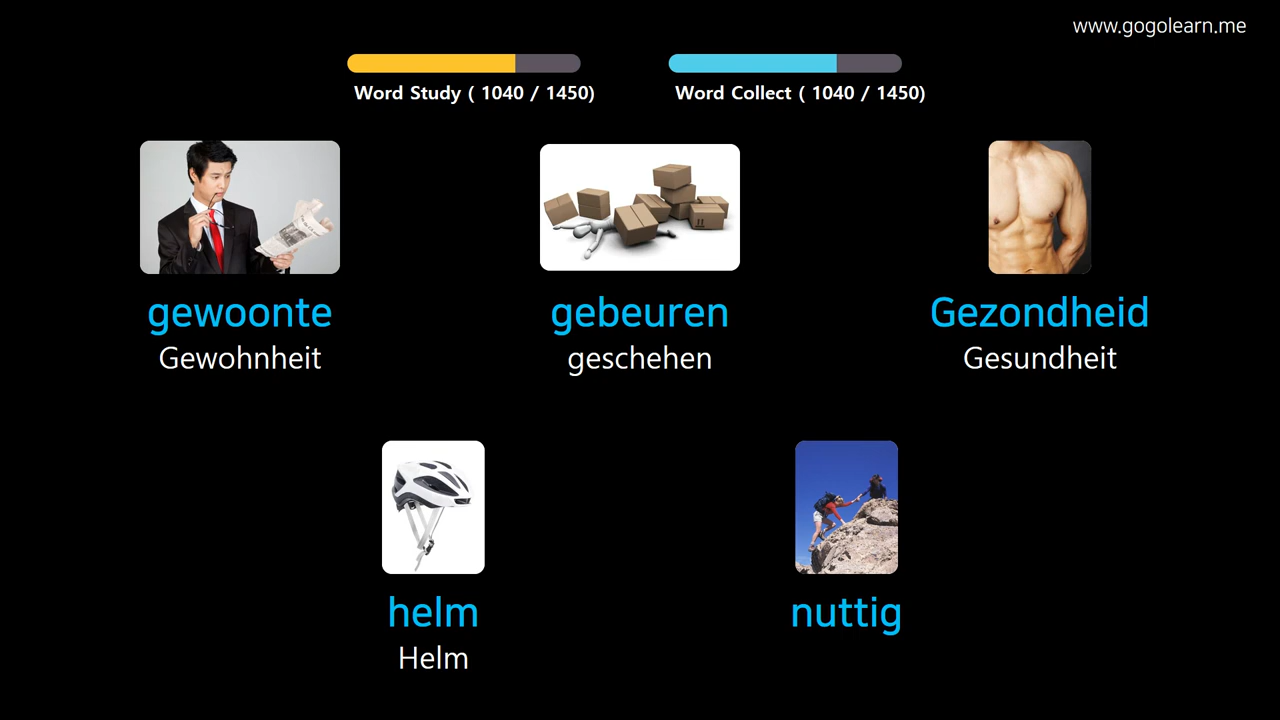 www.gogolearn.me
Word Study ( 1040 / 1450)
Word Collect ( 1040 / 1450)
gewoonte
Gewohnheit
gebeuren
geschehen
Gezondheid
Gesundheit
helm
Helm
nuttig